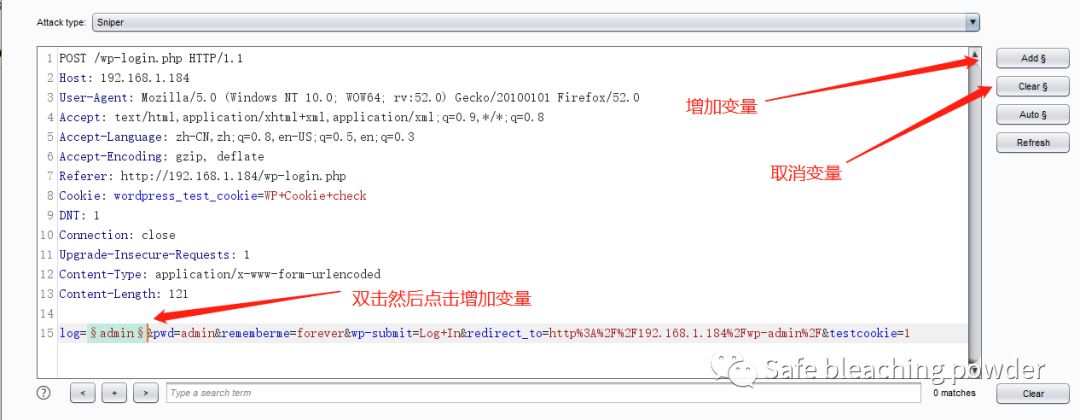 Attack type: Sniper
1 POST /wp-login.php HTTP/1.1
2 Host: 192.168.1.184
3 User-Agent: Mozilla/5.0 (Windows NT 10.0; WOW64; rv:52.0) Gecko/20100101 Firefox/52.0
4 Accept: text/html,application/xhtml+xml,application/xml;q=0.9,*/*;q=0.8
5 Accept-Language: zh-CN,zh;q=0.8,en-US;q=0.5,en;q=0.3
6 Accept-Encoding: gzip, deflate
7 Referer: http://192.168.1.184/wp-login.php
8 Cookie: wordpress_test_cookie=WP+Cookie+check
9 DNT: 1
10 Connection: close
11 Upgrade-Insecure-Requests: 1
12 Content-Type: application/x-www-form-urlencoded
13 Content-Length: 121
14
15 log=§admin§&pwd=admin&rememberme=forever&wp-submit=Log+In&redirect_to=http%3A%2F%2F192.168.1.184%2Fwp-admin%2F&testcookie=1
增加变量
取消变量
双击然后点击增加变量
Add §
Clear §
Auto §
Refresh
Safe bleaching powder
? < + > Type a search term 0 matches Clear